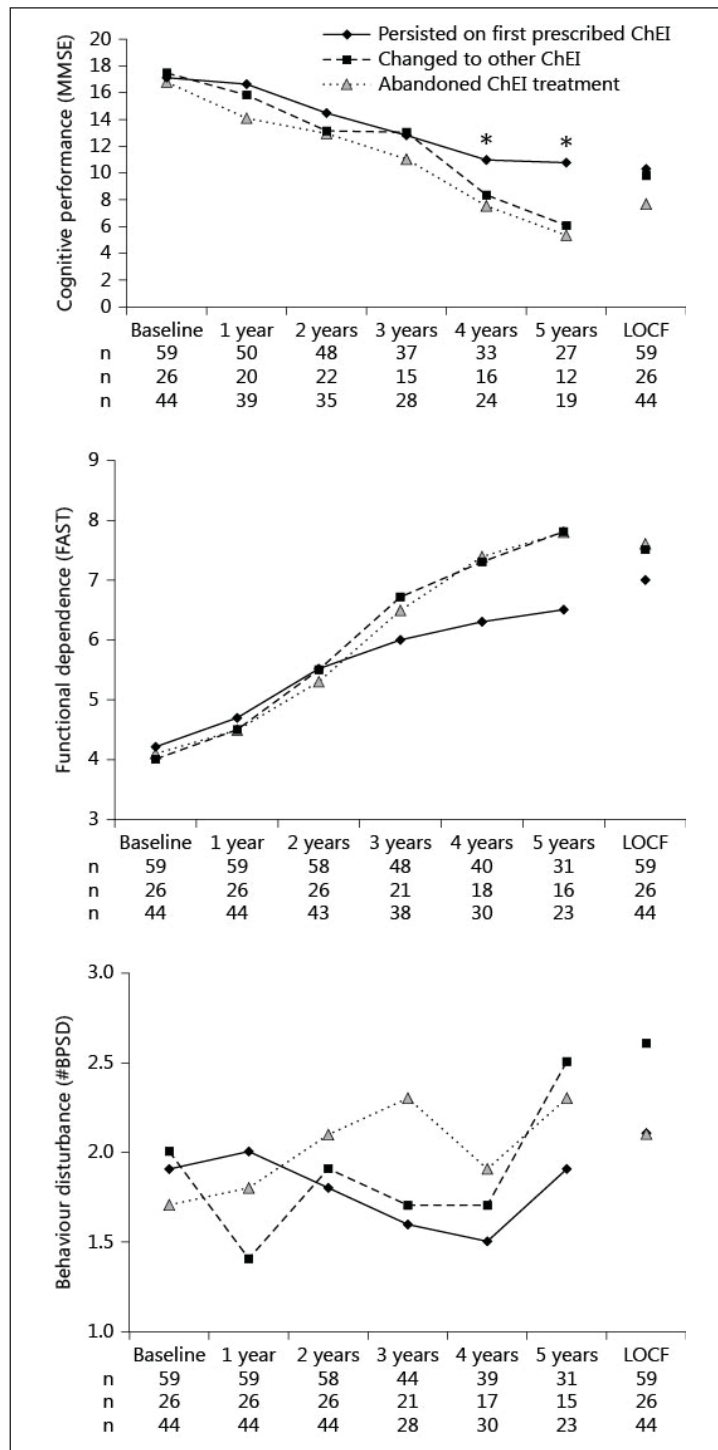 Persisted on first prescribed ChEI
Changed to other ChEI
Abandoned ChEI treatment
Cognitive performance (MMSE)
20
18
16
14
12
10
8
6
4
2
0
* *
Baseline 1 year 2 years 3 years 4 years 5 years LOCF
n 59 50 48 37 33 27 59
n 26 20 22 15 16 12 26
n 44 39 35 28 24 19 44
Functional dependence (FAST)
9
8
7
6
5
4
3
Baseline 1 year 2 years 3 years 4 years 5 years LOCF
n 59 59 58 48 40 31 59
n 26 26 26 21 18 16 26
n 44 44 43 38 30 23 44
Behaviour disturbance (#BPSD)
3.0
2.5
2.0
1.5
1.0
Baseline 1 year 2 years 3 years 4 years 5 years LOCF
n 59 59 58 44 39 31 59
n 26 26 26 21 17 15 26
n 44 44 44 28 30 23 44